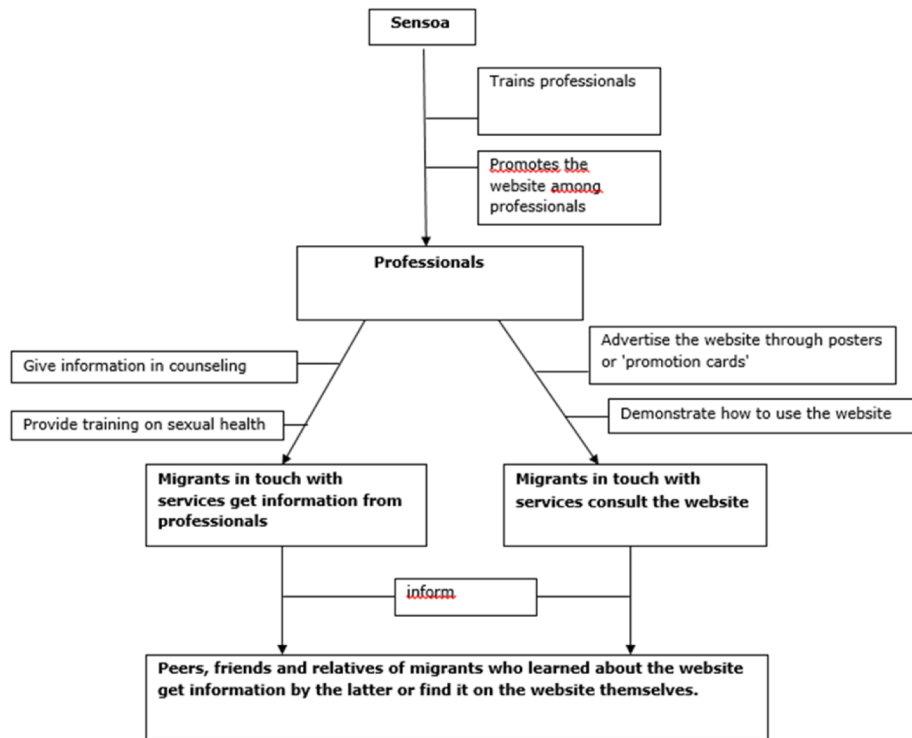 Sensoa
Trains professionals
Promotes the
website among
professionals
Professionals
Give information in counseling
Provide training on sexual health
Advertise the website through posters
or 'promotion cards'
Demonstrate how to use the website
Migrants in touch with
services get information from
professionals
Migrants in touch with
services consult the website
inform
Peers, friends and relatives of migrants who learned about the website
get information by the latter or find it on the website themselves.